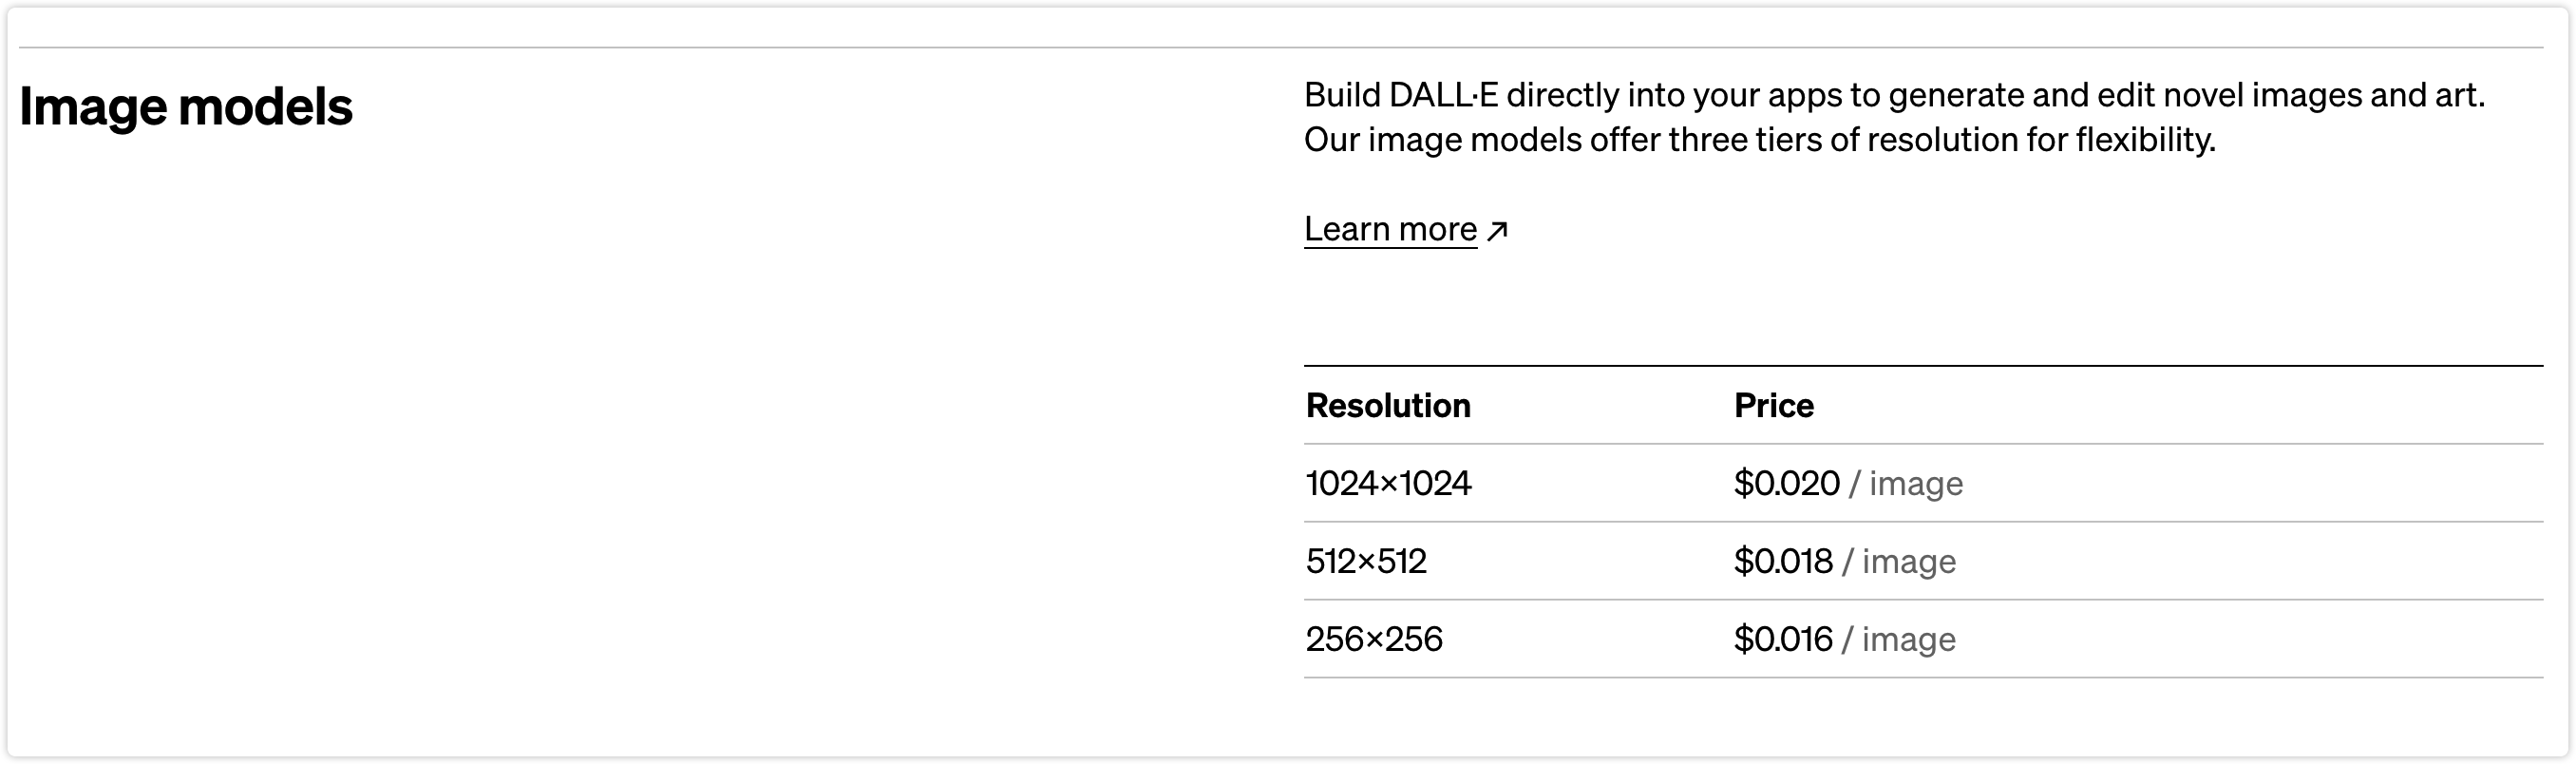 Image models
Build DALL·E directly into your apps to generate and edit novel images and art.
Our image models offer three tiers of resolution for flexibility.
Learn more ↗
Resolution Price
1024×1024 $0.020 / image
512×512 $0.018 / image
256×256 $0.016 / image